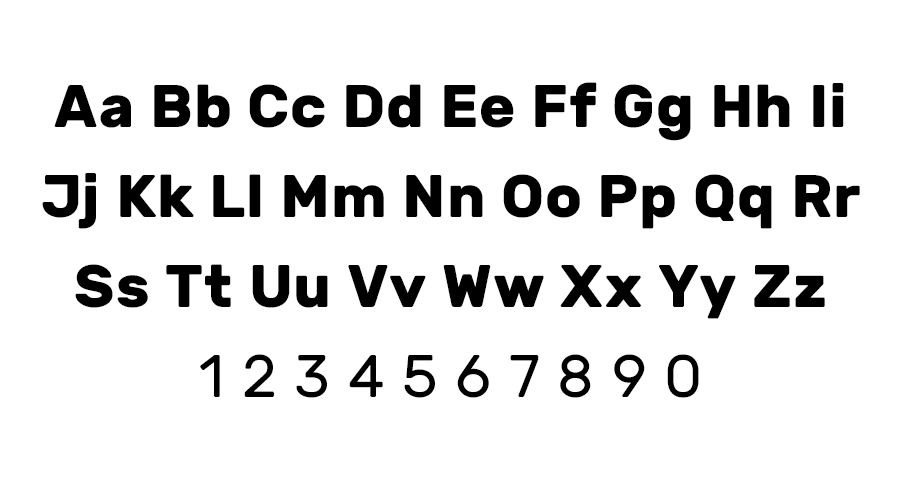 Aa Bb Cc Dd Ee Ff Gg Hh Ii
Jj Kk Ll Mm Nn Oo Pp Qq Rr
Ss Tt Uu Vv Ww Xx Yy Zz
1 2 3 4 5 6 7 8 9 0